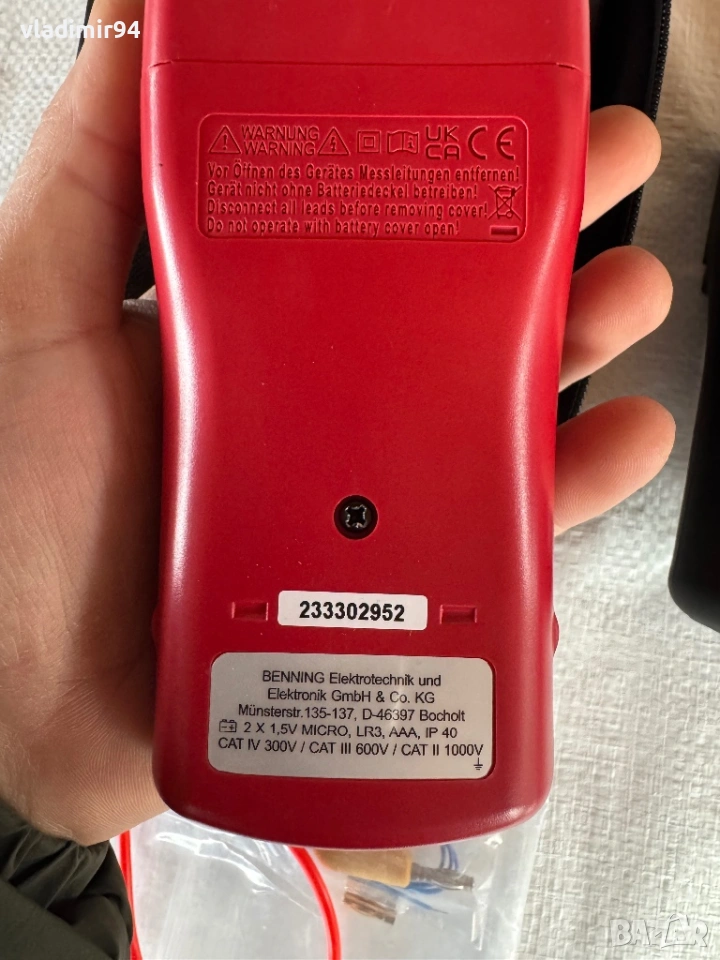 vladimir94
WARNUNG
WARNING
UK
CA CE
Vor Öffnen des Gerätes Messleitungen entfernen!
Gerät nicht ohne Batteriedeckel betreiben!
Disconnect all leads before removing cover!
Do not operate with battery cover open!
233302952
BENNING Elektrotechnik und
Elektronik GmbH & Co. KG
Münsterstr.135-137, D-46397 Bocholt
2 X 1,5V MICRO, LR3, AAA, IP 40
CAT IV 300V / CAT III 600V / CAT II 1000V
BAZAR